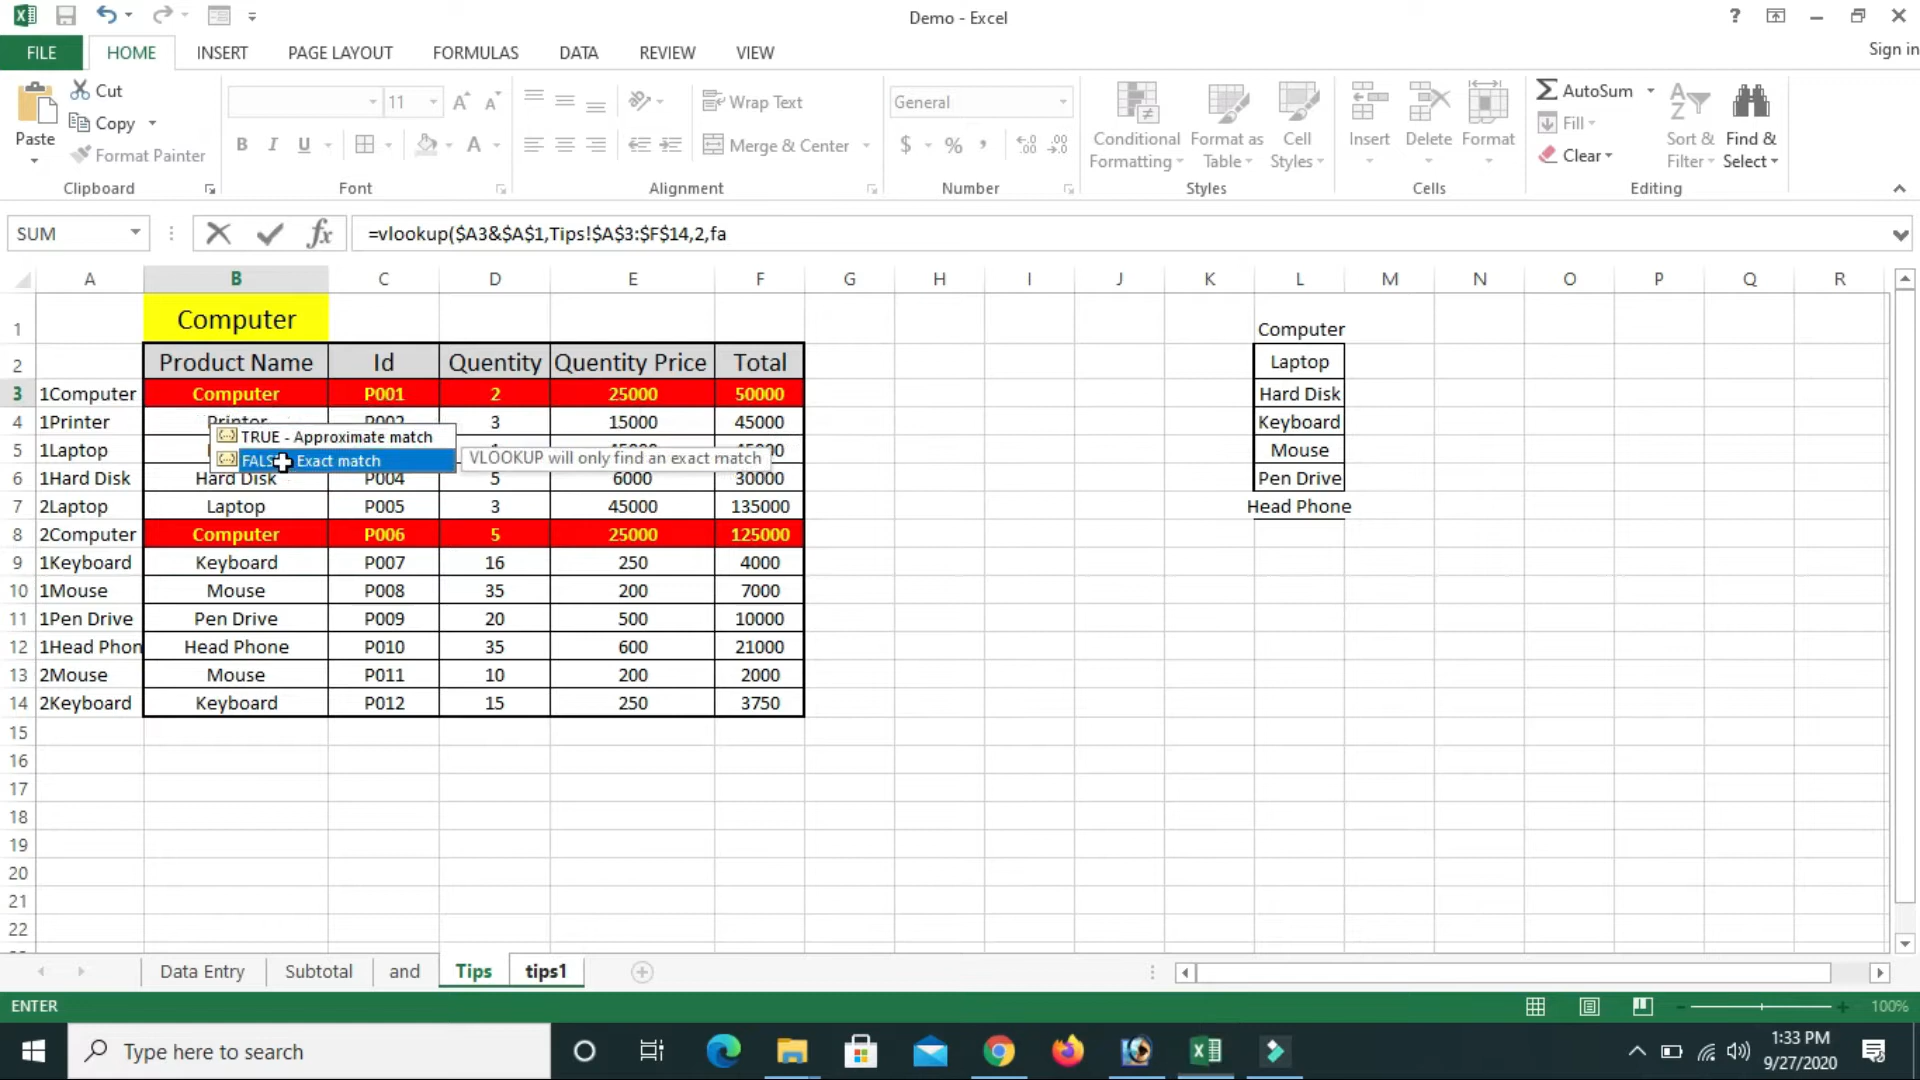 Demo - Excel
Sign in
FILE HOME INSERT PAGE LAYOUT FORMULAS DATA REVIEW VIEW
Paste
Cut
Copy
Format Painter
Clipboard
11
B I U A
Font
Wrap Text
Merge & Center
Alignment
General
$ % ,
Number
Conditional Formatting
Format as Table
Cell Styles
Styles
Insert Delete Format
Cells
AutoSum
Fill
Clear
Sort & Filter
Find & Select
Editing
SUM
fx
=vlookup($A3&$A$1,Tips!$A$3:$F$14,2,fa
A B C D E F G H I J K L M N O P Q R
1 Computer Computer
2 Product Name Id Quentity Quentity Price Total Laptop
3 1Computer Computer P001 2 25000 50000 Hard Disk
4 1Printer Printer P002 3 15000 45000 Keyboard
TRUE - Approximate match
5 1Laptop Mouse
Exact match
VLOOKUP will only find an exact match
6 1Hard Disk Hard Disk P004 5 6000 30000 Pen Drive
7 2Laptop Laptop P005 3 45000 135000 Head Phone
8 2Computer Computer P006 5 25000 125000
9 1Keyboard Keyboard P007 16 250 4000
10 1Mouse Mouse P008 35 200 7000
11 1Pen Drive Pen Drive P009 20 500 10000
12 1Head Phon Head Phone P010 35 600 21000
13 2Mouse Mouse P011 10 200 2000
14 2Keyboard Keyboard P012 15 250 3750
15
16
17
18
19
20
21
22
Data Entry Subtotal and Tips tips1
ENTER
100%
Type here to search
1:33 PM
9/27/2020